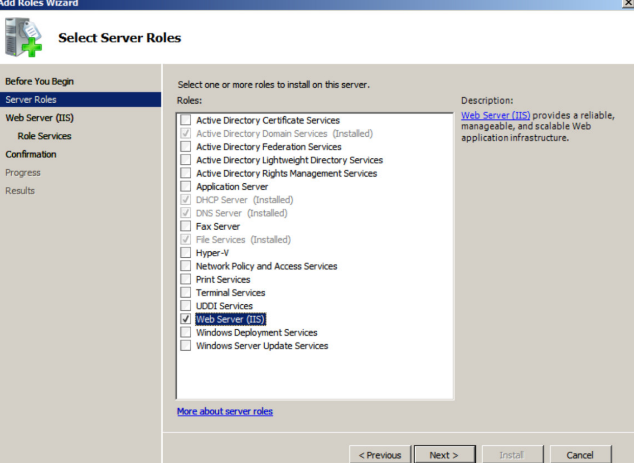 Add Roles Wizard
Select Server Roles
Before You Begin
Server Roles
Web Server (IIS)
Role Services
Confirmation
Progress
Results
Select one or more roles to install on this server.
Roles:
Active Directory Certificate Services
Active Directory Domain Services (Installed)
Active Directory Federation Services
Active Directory Lightweight Directory Services
Active Directory Rights Management Services
Application Server
DHCP Server (Installed)
DNS Server (Installed)
Fax Server
File Services (Installed)
Hyper-V
Network Policy and Access Services
Print Services
Terminal Services
UDDI Services
Web Server (IIS)
Windows Deployment Services
Windows Server Update Services
More about server roles
Description:
Web Server (IIS) provides a reliable,
manageable, and scalable Web
application infrastructure.
< Previous
Next >
Install
Cancel